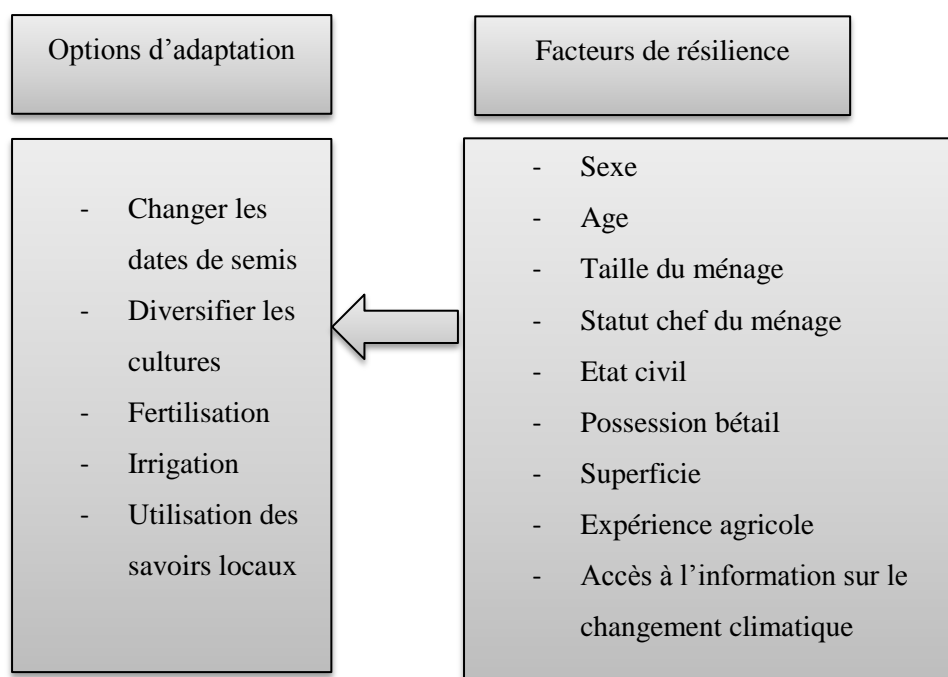 Options d’adaptation
Facteurs de résilience
- Changer les
dates de semis
- Diversifier les
cultures
- Fertilisation
- Irrigation
- Utilisation des
savoirs locaux
- Sexe
- Age
- Taille du ménage
- Statut chef du ménage
- Etat civil
- Possession bétail
- Superficie
- Expérience agricole
- Accès à l’information sur le
changement climatique